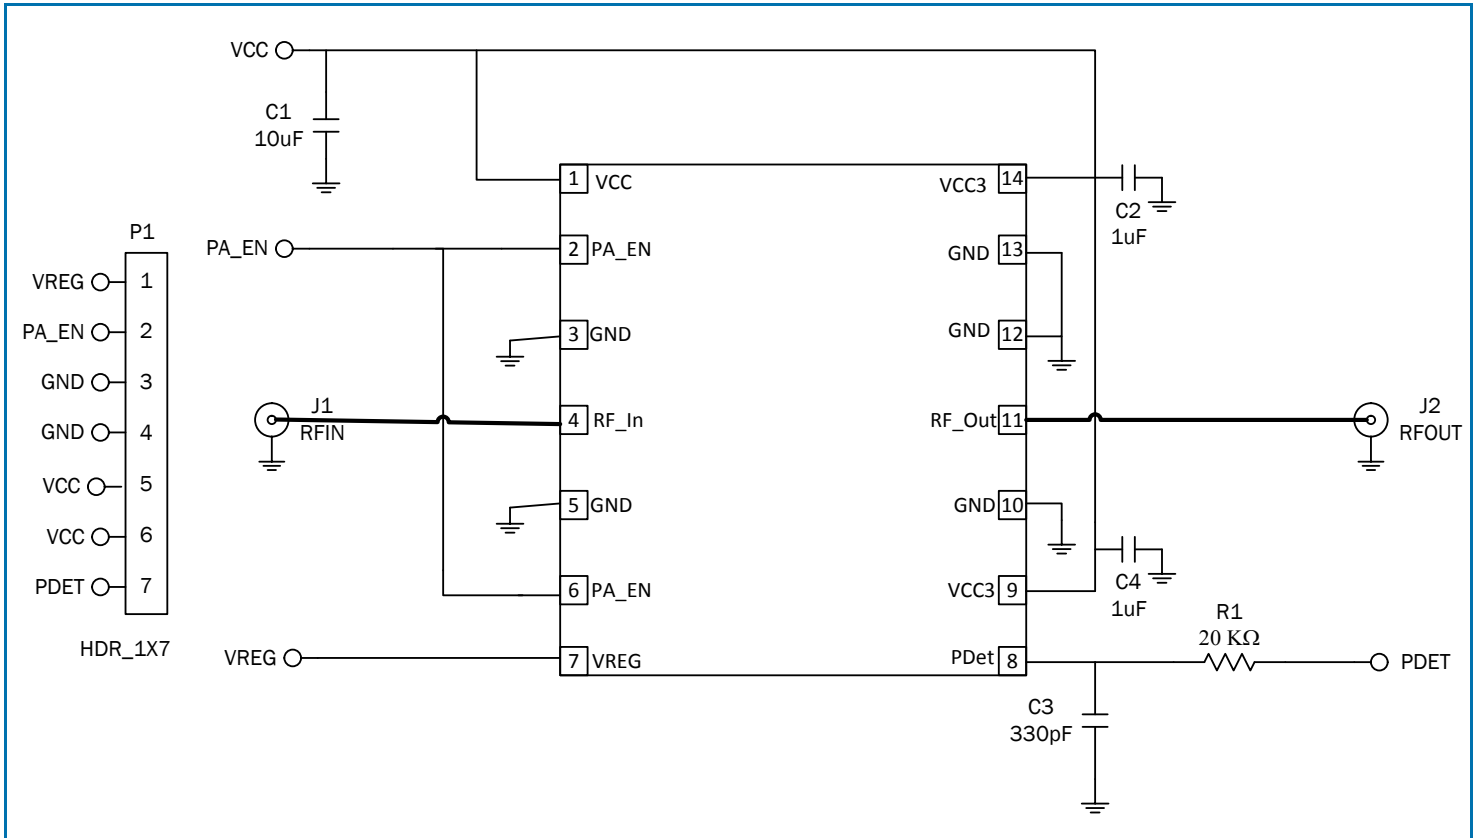 VCC
C1
10uF
P1
VREG 1
PA_EN 2
GND 3
GND 4
VCC 5
VCC 6
PDET 7
HDR_1X7
PA_EN
J1
RFIN
VREG
1 VCC
2 PA_EN
3 GND
4 RF_In
5 GND
6 PA_EN
7 VREG
VCC3 14
GND 13
GND 12
RF_Out 11
GND 10
VCC3 9
PDet 8
C2
1uF
J2
RFOUT
C4
1uF
R1
20 KΩ
PDET
C3
330pF